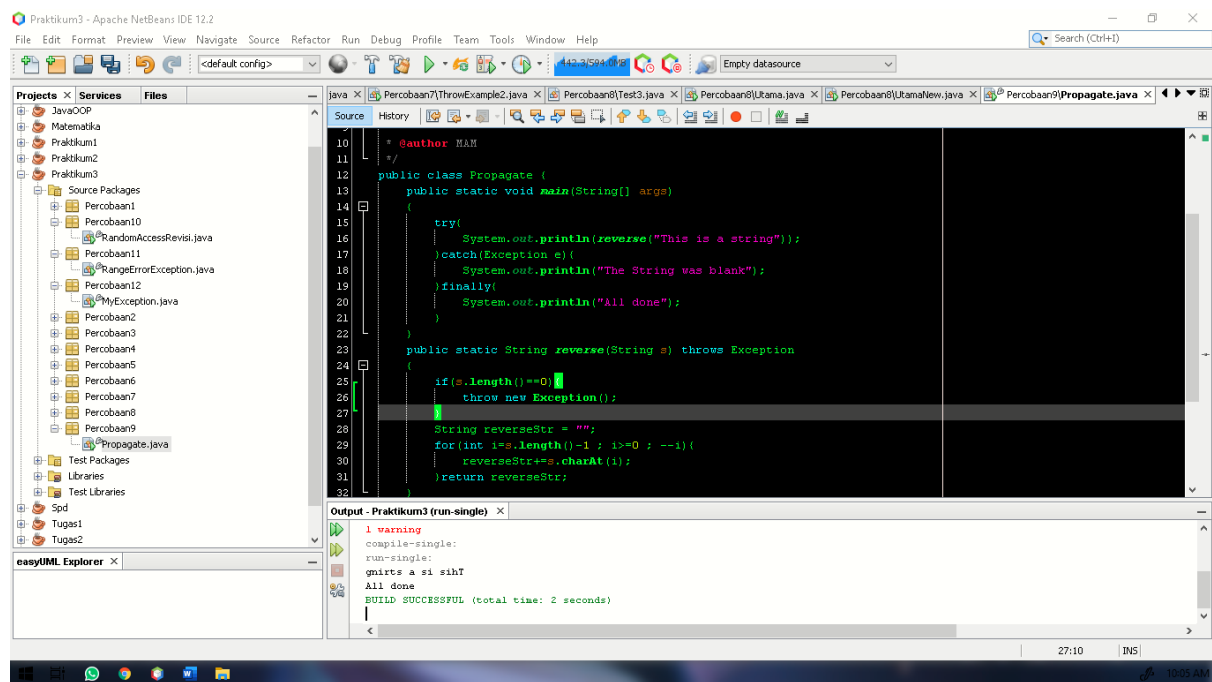 Praktikum3 - Apache NetBeans IDE 12.2
File Edit Format Preview View Navigate Source Refactor Run Debug Profile Team Tools Window Help
Search (Ctrl+I)
<default config>
442.3/594.0MB
Empty datasource
Projects Services Files
JavaOOP
Matematika
Praktikum1
Praktikum2
Praktikum3
Source Packages
Percobaan1
Percobaan10
RandomAccessRevisi.java
Percobaan11
RangeErrorException.java
Percobaan12
MyException.java
Percobaan2
Percobaan3
Percobaan4
Percobaan5
Percobaan6
Percobaan7
Percobaan8
Percobaan9
Propagate.java
Test Packages
Libraries
Test Libraries
Spd
Tugas1
Tugas2
easyUML Explorer
java Percobaan7\ThrowExample2.java Percobaan8\Test3.java Percobaan8\Utama.java Percobaan8\UtamaNew.java Percobaan9\Propagate.java
Source History
10 * @author MAM
11 */
12 public class Propagate {
13 public static void main(String[] args)
14 {
15 try{
16 System.out.println(reverse("This is a string"));
17 }catch(Exception e){
18 System.out.println("The String was blank");
19 }finally{
20 System.out.println("All done");
21 }
22 }
23 public static String reverse(String s) throws Exception
24 {
25 if(s.length()==0){
26 throw new Exception();
27 }
28 String reverseStr = "";
29 for(int i=s.length()-1 ; i>=0 ; --i){
30 reverseStr+=s.charAt(i);
31 }return reverseStr;
32 }
Output - Praktikum3 (run-single)
1 warning
compile-single:
run-single:
gnirts a si sihT
All done
BUILD SUCCESSFUL (total time: 2 seconds)
27:10 INS
10:05 AM